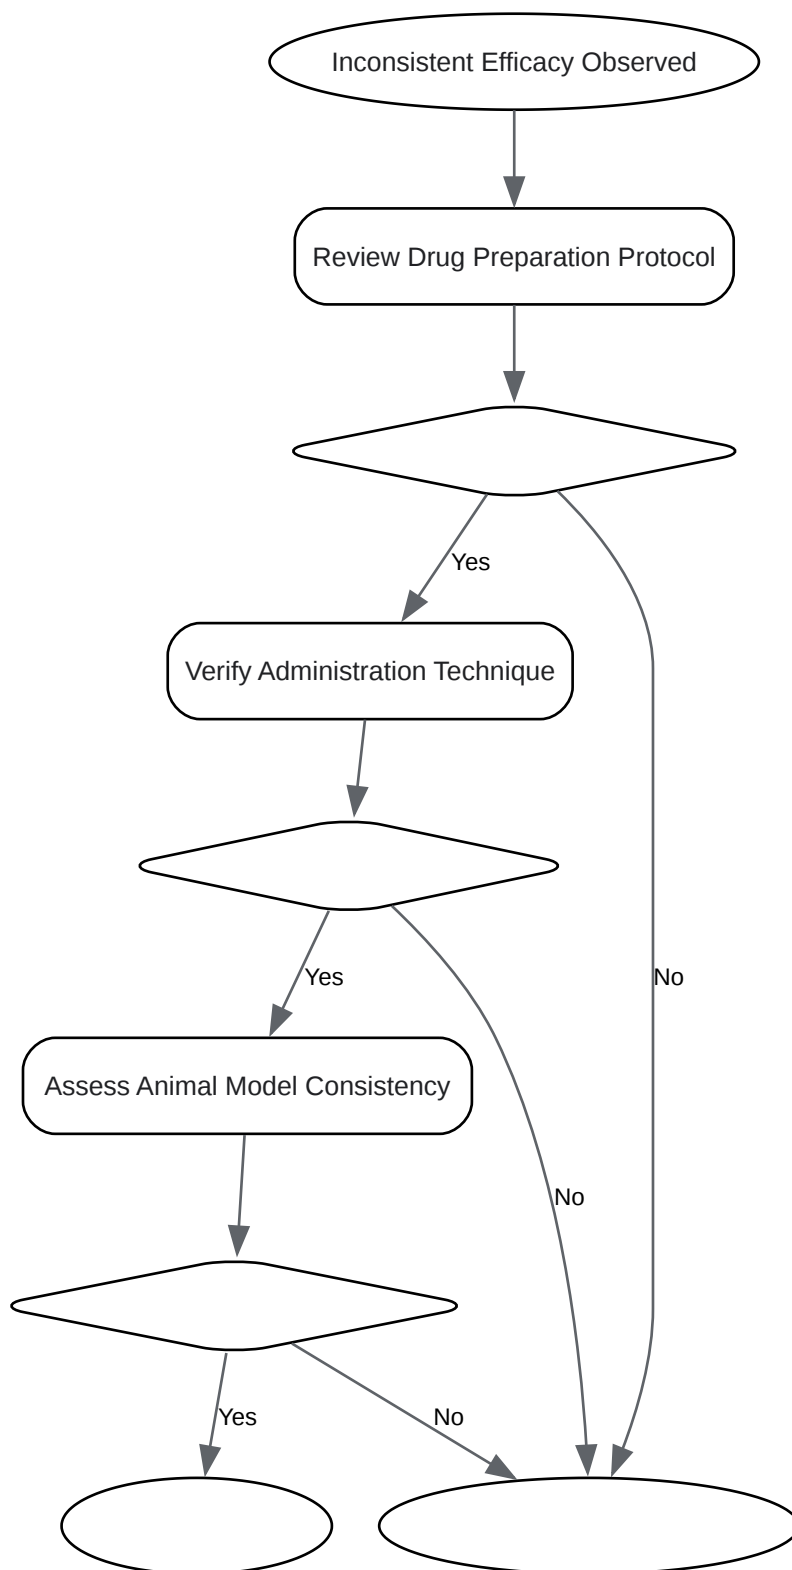 Inconsistent Efficacy Observed
Review Drug Preparation Protocol
Yes
Verify Administration Technique
Yes
No
Assess Animal Model Consistency
No
Yes
No